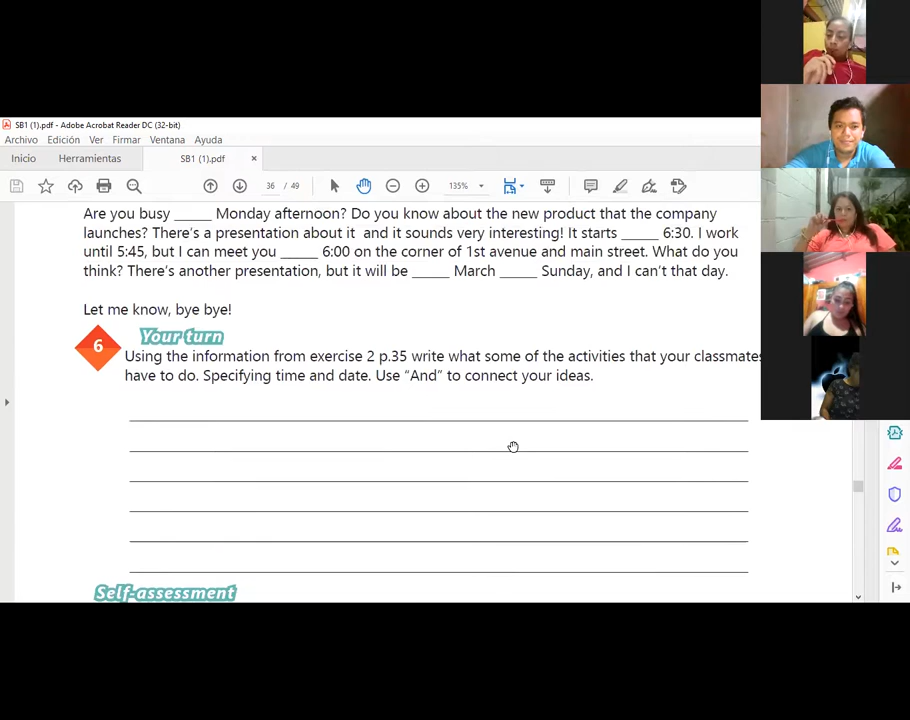 SB1 (1).pdf - Adobe Acrobat Reader DC (32-bit)
Archivo Edición Ver Firmar Ventana Ayuda
Inicio Herramientas SB1 (1).pdf ×
36 / 49 135%
Are you busy _____ Monday afternoon? Do you know about the new product that the company
launches? There's a presentation about it and it sounds very interesting! It starts _____ 6:30. I work
until 5:45, but I can meet you _____ 6:00 on the corner of 1st avenue and main street. What do you
think? There's another presentation, but it will be _____ March _____ Sunday, and I can't that day.
Let me know, bye bye!
6 Your turn
Using the information from exercise 2 p.35 write what some of the activities that your classmates
have to do. Specifying time and date. Use “And” to connect your ideas.
Self-assessment